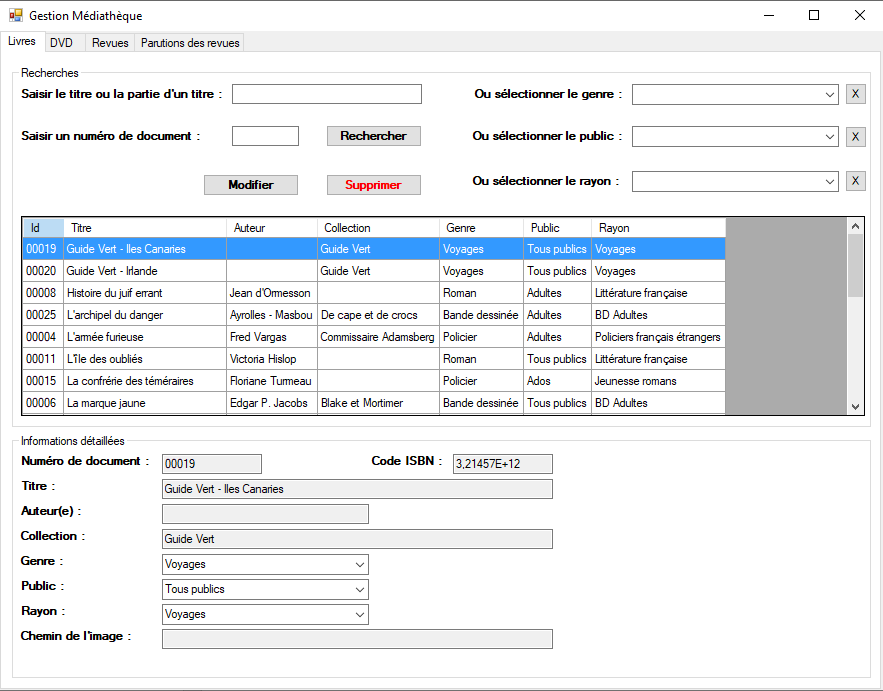 Gestion Médiathèque
Livres DVD Revues Parutions des revues
Recherches
Saisir le titre ou la partie d'un titre : Ou sélectionner le genre : X
Saisir un numéro de document : Rechercher Ou sélectionner le public : X
Modifier Supprimer Ou sélectionner le rayon : X
Id Titre Auteur Collection Genre Public Rayon
00019 Guide Vert - Iles Canaries Guide Vert Voyages Tous publics Voyages
00020 Guide Vert - Irlande Guide Vert Voyages Tous publics Voyages
00008 Histoire du juif errant Jean d'Ormesson Roman Adultes Littérature française
00025 L'archipel du danger Ayrolles - Masbou De cape et de crocs Bande dessinée Adultes BD Adultes
00004 L'armée furieuse Fred Vargas Commissaire Adamsberg Policier Adultes Policiers français étrangers
00011 L'île des oubliés Victoria Hislop Roman Tous publics Littérature française
00015 La confrérie des téméraires Floriane Turmeau Policier Ados Jeunesse romans
00006 La marque jaune Edgar P. Jacobs Blake et Mortimer Bande dessinée Tous publics BD Adultes
Informations détaillées
Numéro de document : 00019 Code ISBN : 3,21457E+12
Titre : Guide Vert - Iles Canaries
Auteur(e) :
Collection : Guide Vert
Genre : Voyages
Public : Tous publics
Rayon : Voyages
Chemin de l'image :